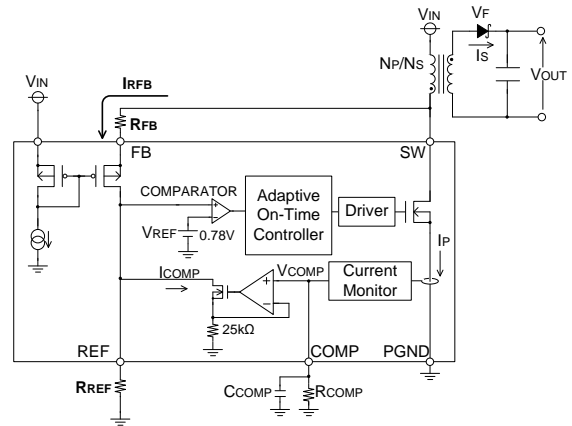 VIN
VF
NP/NS
IS
VOUT
VIN
IRFB
RFB
FB
SW
COMPARATOR
Adaptive
On-Time
Controller
Driver
VREF
0.78V
IP
ICOMP
VCOMP
Current
Monitor
25kΩ
REF
COMP
PGND
RREF
CCOMP
RCOMP